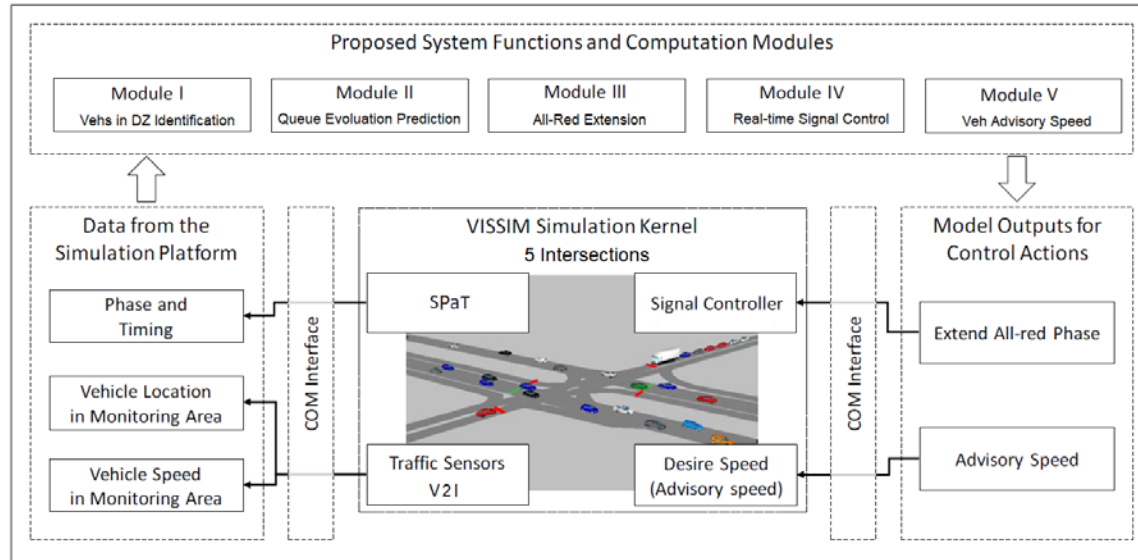 Proposed System Functions and Computation Modules
Module I
Vehs in DZ Identification
Module II
Queue Evoluation Prediction
Module III
All-Red Extension
Module IV
Real-time Signal Control
Module V
Veh Advisory Speed
Data from the
Simulation Platform
Phase and
Timing
Vehicle Location
in Monitoring Area
Vehicle Speed
in Monitoring Area
COM Interface
VISSIM Simulation Kernel
5 Intersections
SPaT
Signal Controller
Traffic Sensors
V2I
Desire Speed
(Advisory speed)
COM Interface
Model Outputs for
Control Actions
Extend All-red Phase
Advisory Speed